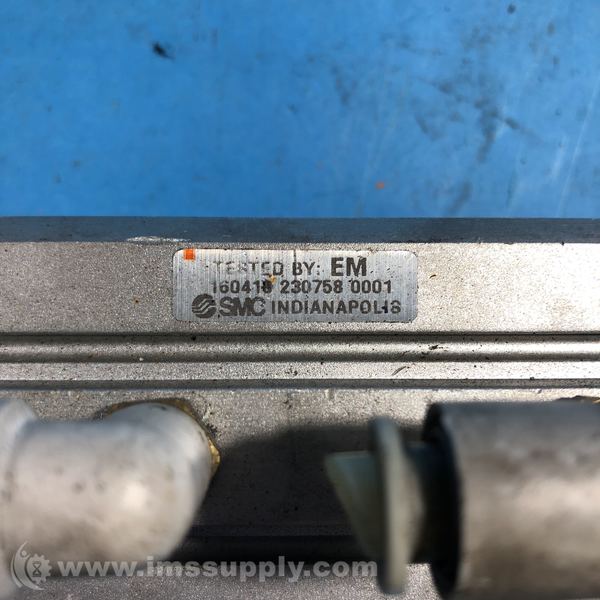 TESTED BY: EM
160418 230758 0001
SMC INDIANAPOLIS
www.imssupply.com